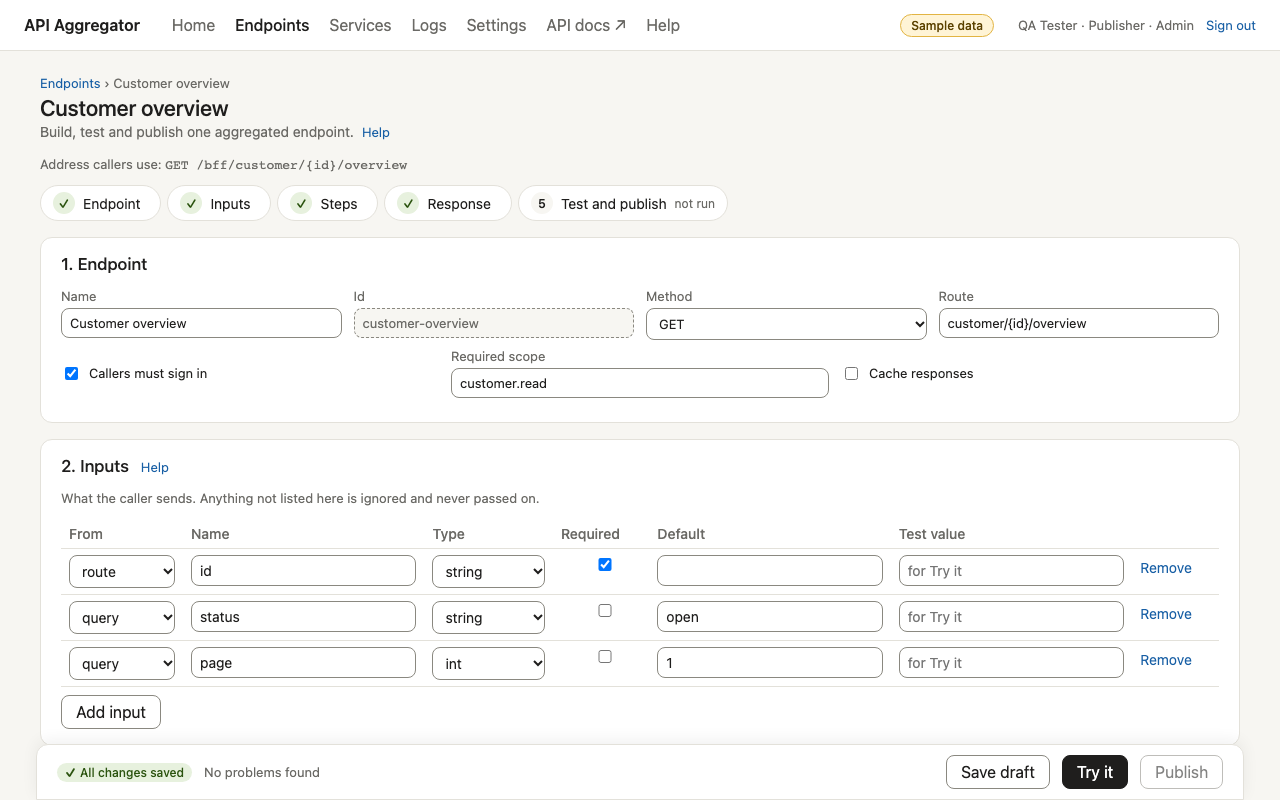 API Aggregator Home Endpoints Services Logs Settings API docs ↗ Help Sample data QA Tester · Publisher · Admin Sign out
Endpoints › Customer overview
Customer overview
Build, test and publish one aggregated endpoint. Help
Address callers use: GET /bff/customer/{id}/overview
✓ Endpoint ✓ Inputs ✓ Steps ✓ Response 5 Test and publish not run
1. Endpoint
Name Id Method Route
Customer overview customer-overview GET customer/{id}/overview
Required scope
Callers must sign in customer.read Cache responses
2. Inputs Help
What the caller sends. Anything not listed here is ignored and never passed on.
From Name Type Required Default Test value
route id string for Try it Remove
query status string open for Try it Remove
query page int 1 for Try it Remove
Add input
✓ All changes saved No problems found Save draft Try it Publish